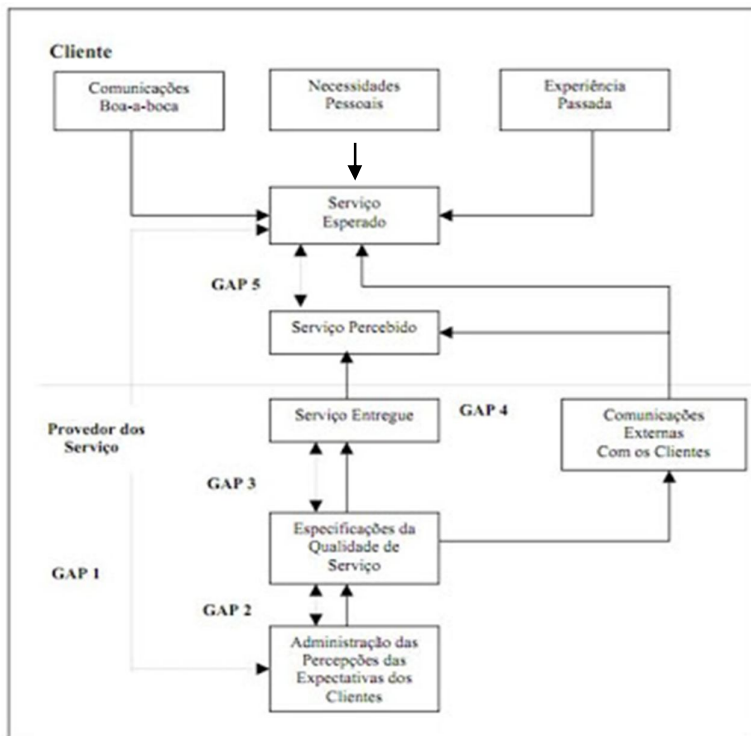 Cliente
Comunicações
Boa-a-boca
Necessidades
Pessoais
Experiência
Passada
Serviço
Esperado
GAP 5
Serviço Percebido
Provedor dos
Serviço
Serviço Entregue
GAP 4
Comunicações
Externas
Com os Clientes
GAP 3
Especificações da
Qualidade de
Serviço
GAP 1
GAP 2
Administração das
Percepções das
Expectativas dos
Clientes